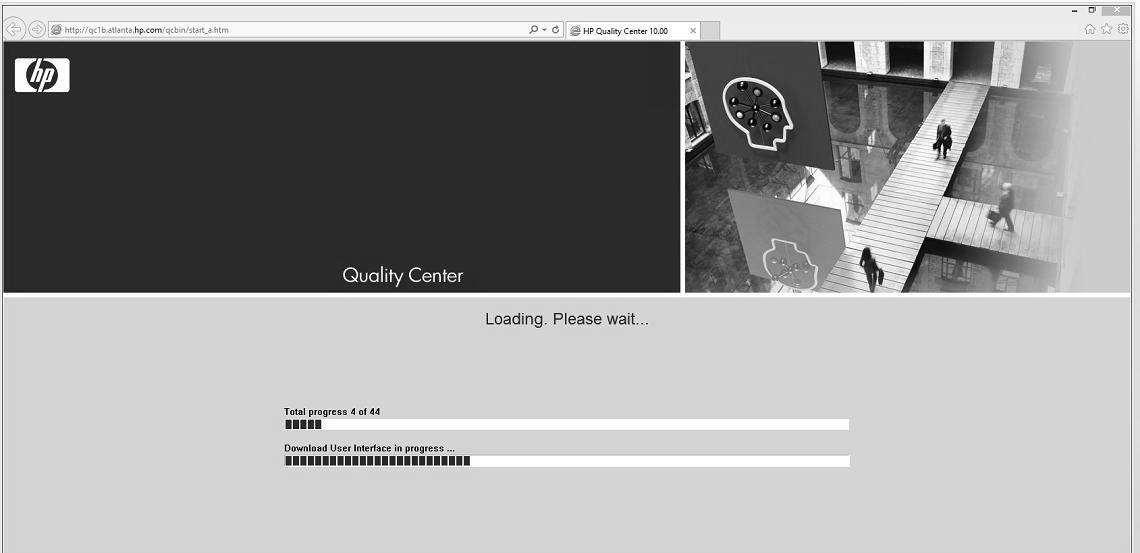 http://qc1b.atlanta.hp.com/qcbin/start_a.htm
HP Quality Center 10.00
hp
Quality Center
Loading. Please wait...
Total progress 4 of 44
Download User Interface in progress ...